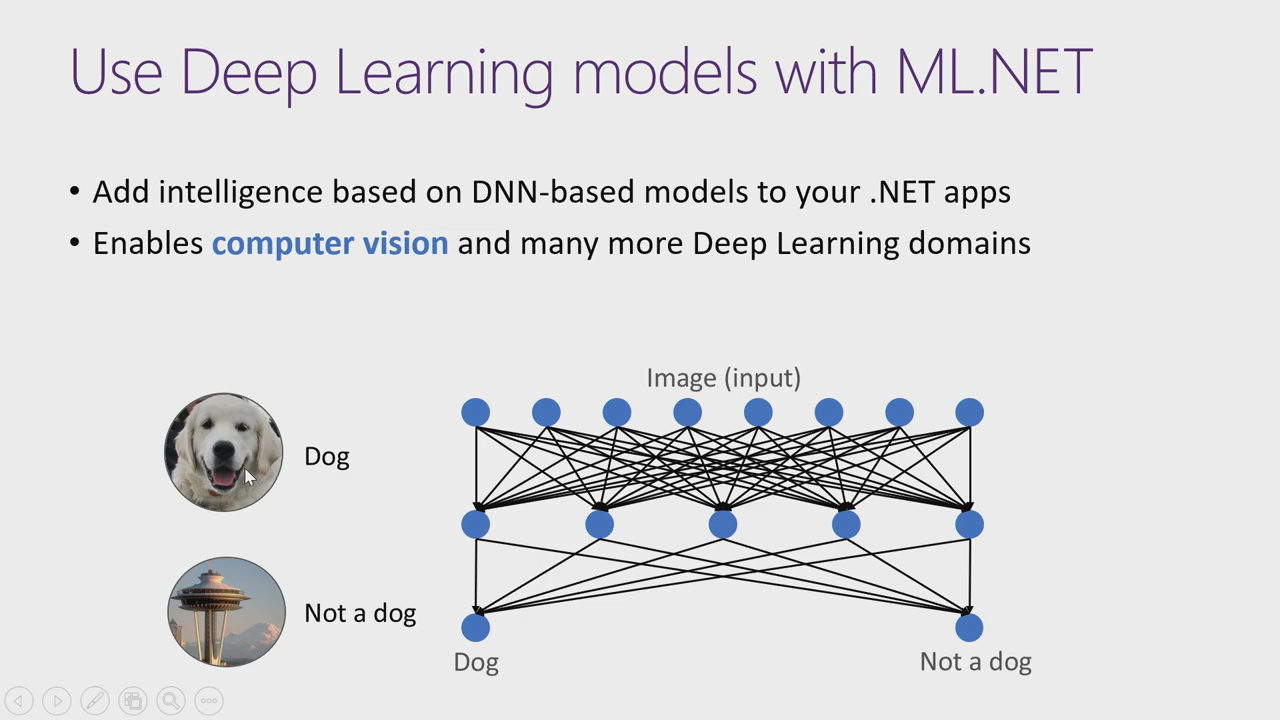 Use Deep Learning models with ML.NET
• Add intelligence based on DNN-based models to your .NET apps
• Enables computer vision and many more Deep Learning domains
Image (input)
Dog
Not a dog
Dog
Not a dog